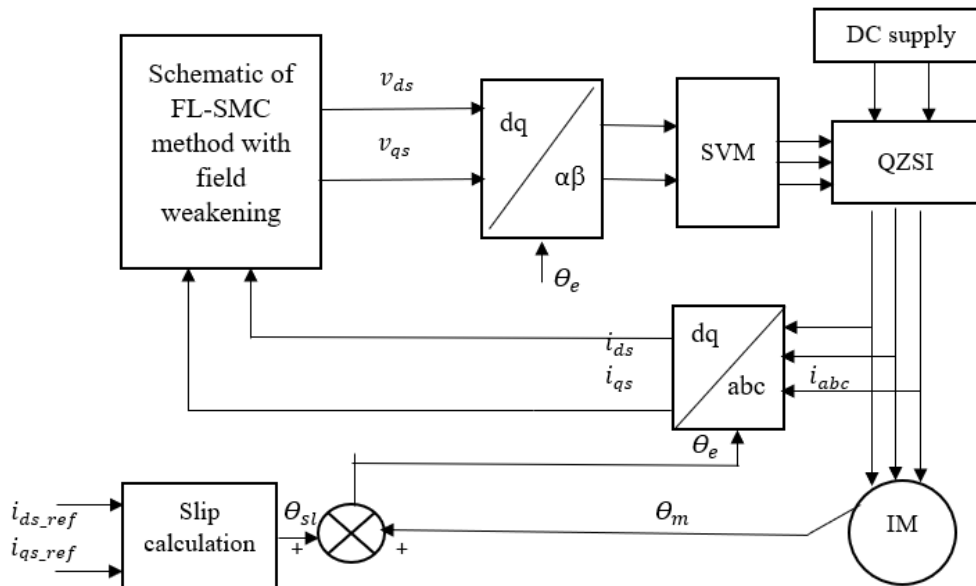 DC supply
Schematic of
FL-SMC
method with
field
weakening
v_ds
v_qs
dq
αβ
SVM
QZSI
θ_e
i_ds
i_qs
dq
abc
i_abc
θ_e
i_ds_ref
i_qs_ref
Slip
calculation
θ_sl
+
+
θ_m
IM